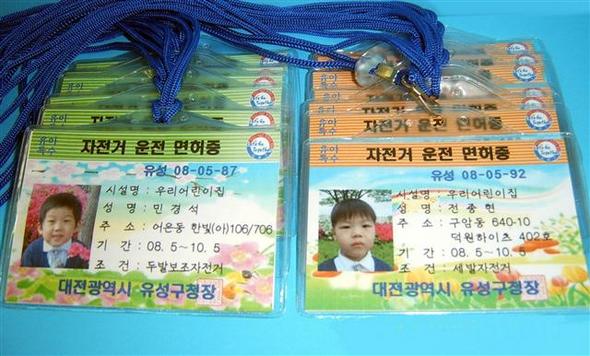 자전거 운전 면허증
유성 08-05-87
시설명 : 우리어린이집
성 명 : 민경석
주 소 : 어은동 한빛(아)106/706
기 간 : 08. 5~10. 5
조 건 : 두발보조자전거
대전광역시 유성구청장
자전거 운전 면허증
유성 08-05-92
시설명 : 우리어린이집
성 명 : 전종현
주 소 : 구암동 640-10
덕원하이츠 402호
기 간 : 08. 5~10. 5
조 건 : 세발자전거
대전광역시 유성구청장